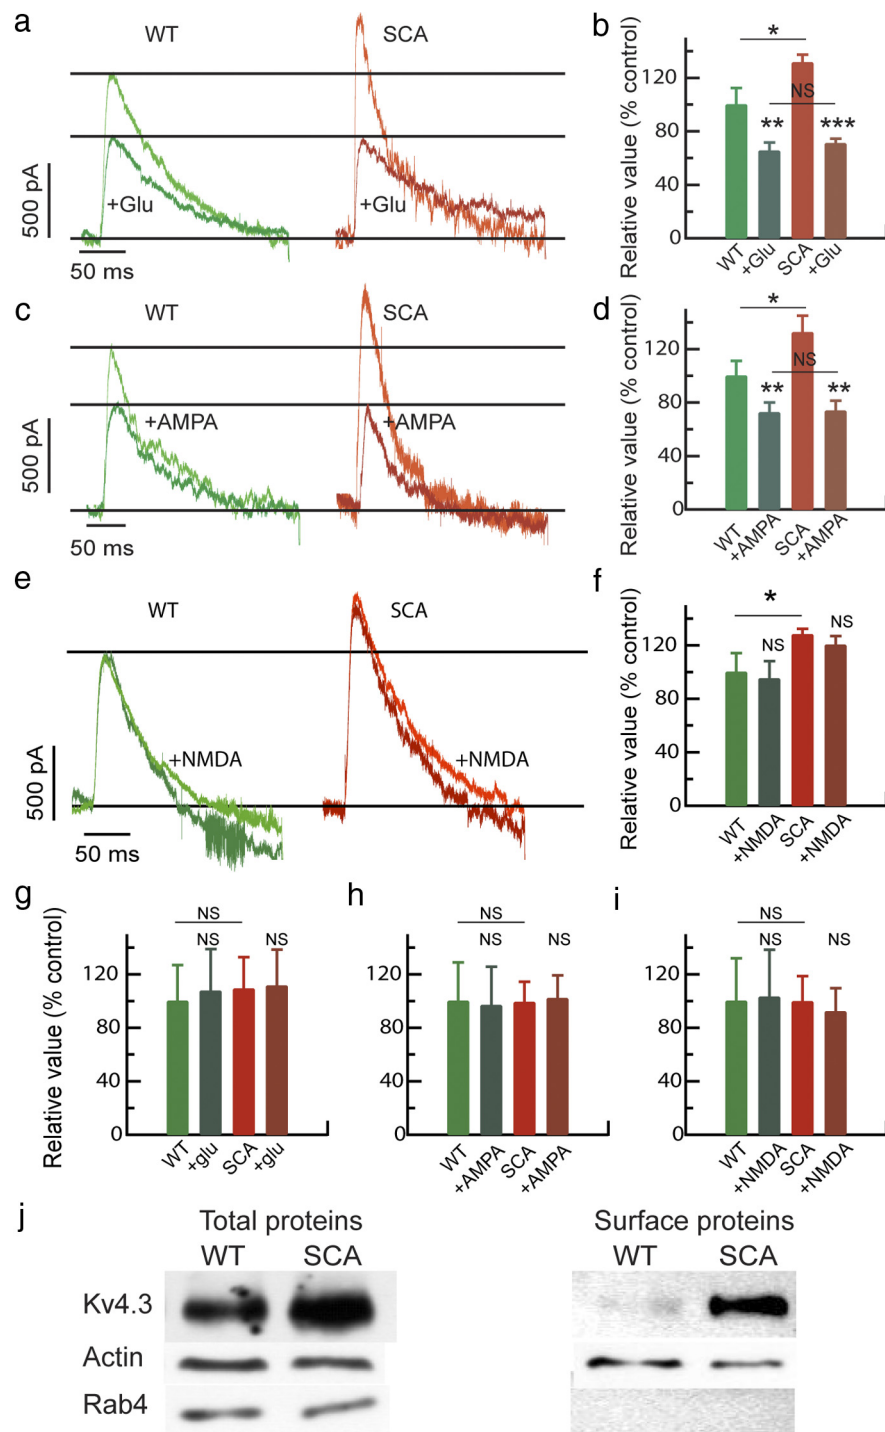 a
WT
SCA
+Glu
+Glu
500 pA
50 ms
b
Relative value (% control)
120
80
40
0
*
NS
**
***
WT
+Glu
SCA
+Glu
c
WT
SCA
+AMPA
+AMPA
500 pA
50 ms
d
Relative value (% control)
120
80
40
0
*
NS
**
**
WT
+AMPA
SCA
+AMPA
e
WT
SCA
+NMDA
+NMDA
500 pA
50 ms
f
Relative value (% control)
120
80
40
0
*
NS
NS
WT
+NMDA
SCA
+NMDA
g
Relative value (% control)
120
80
40
0
NS
NS
NS
WT
+glu
SCA
+glu
h
120
80
40
0
NS
NS
NS
WT
+AMPA
SCA
+AMPA
i
120
80
40
0
NS
NS
NS
WT
+NMDA
SCA
+NMDA
j
Total proteins
Surface proteins
WT SCA
WT SCA
Kv4.3
Actin
Rab4